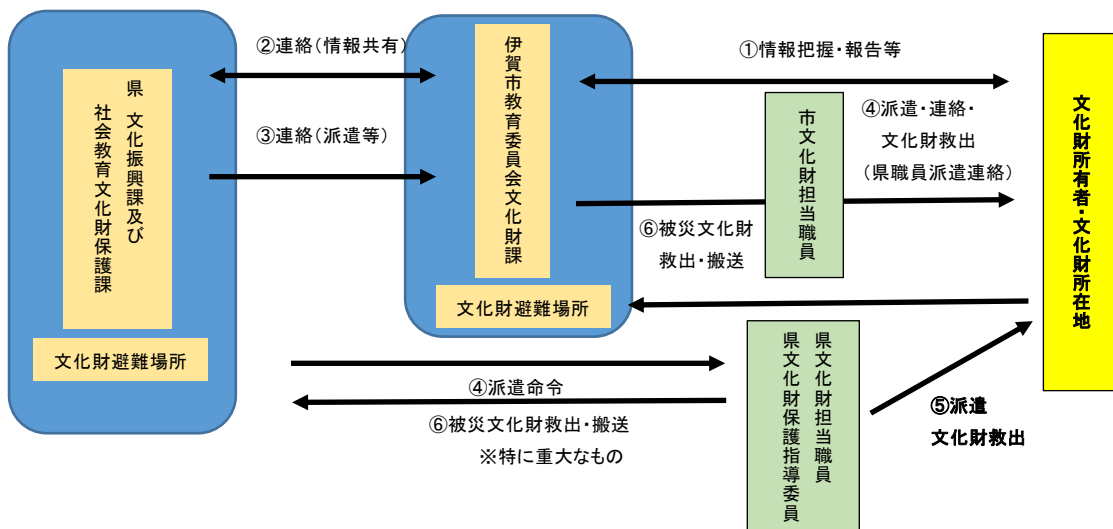 県 文化振興課及び
社会教育文化財保護課
文化財避難場所
②連絡(情報共有)
③連絡(派遣等)
伊賀市教育委員会文化財課
文化財避難場所
①情報把握・報告等
市文化財担当職員
④派遣・連絡・
文化財救出
(県職員派遣連絡)
⑥被災文化財
救出・搬送
文化財所有者・文化財所在地
④派遣命令
⑥被災文化財救出・搬送
※特に重大なもの
県文化財担当職員
県文化財保護指導委員
⑤派遣
文化財救出